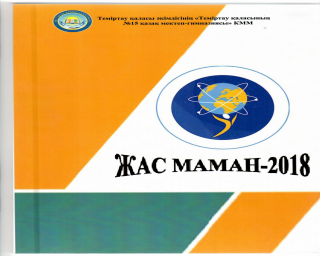 Теміртау қаласы әкімдігінің «Теміртау қаласының
№15 қазақ мектеп-гимназиясы» КММ
ЖАС МАМАН-2018